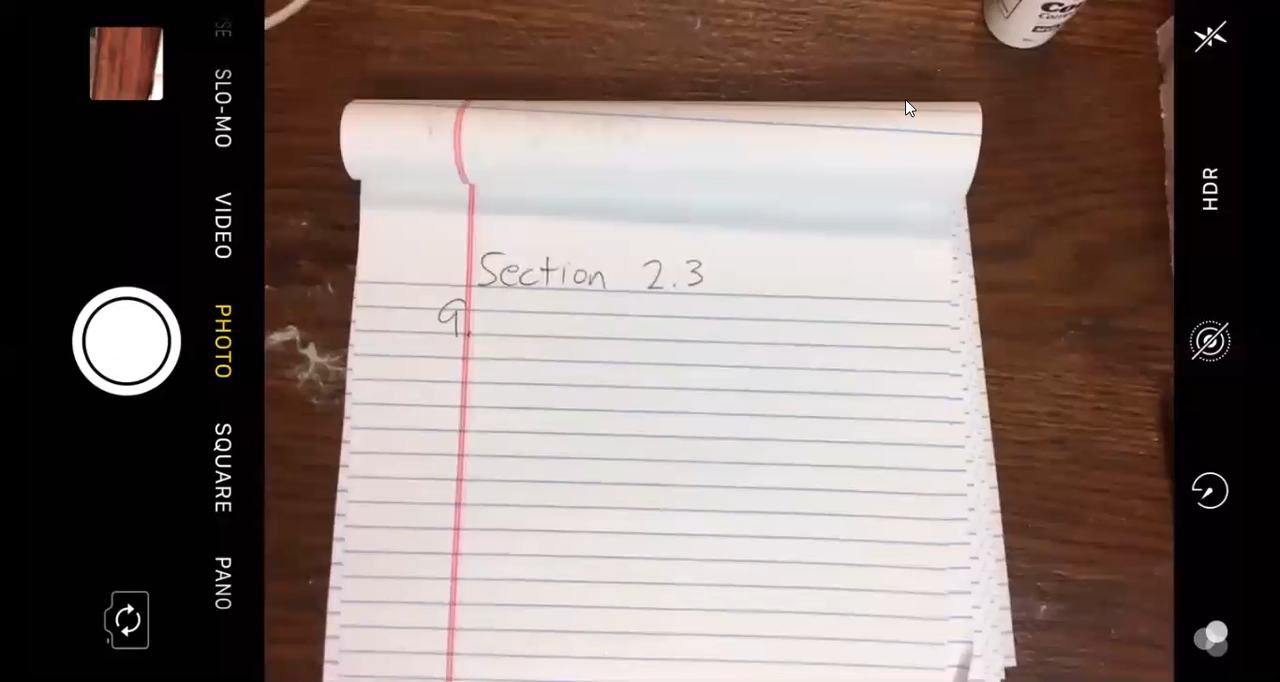 SLO-MO
VIDEO
PHOTO
SQUARE
PANO
HDR
Section 2.3
9.